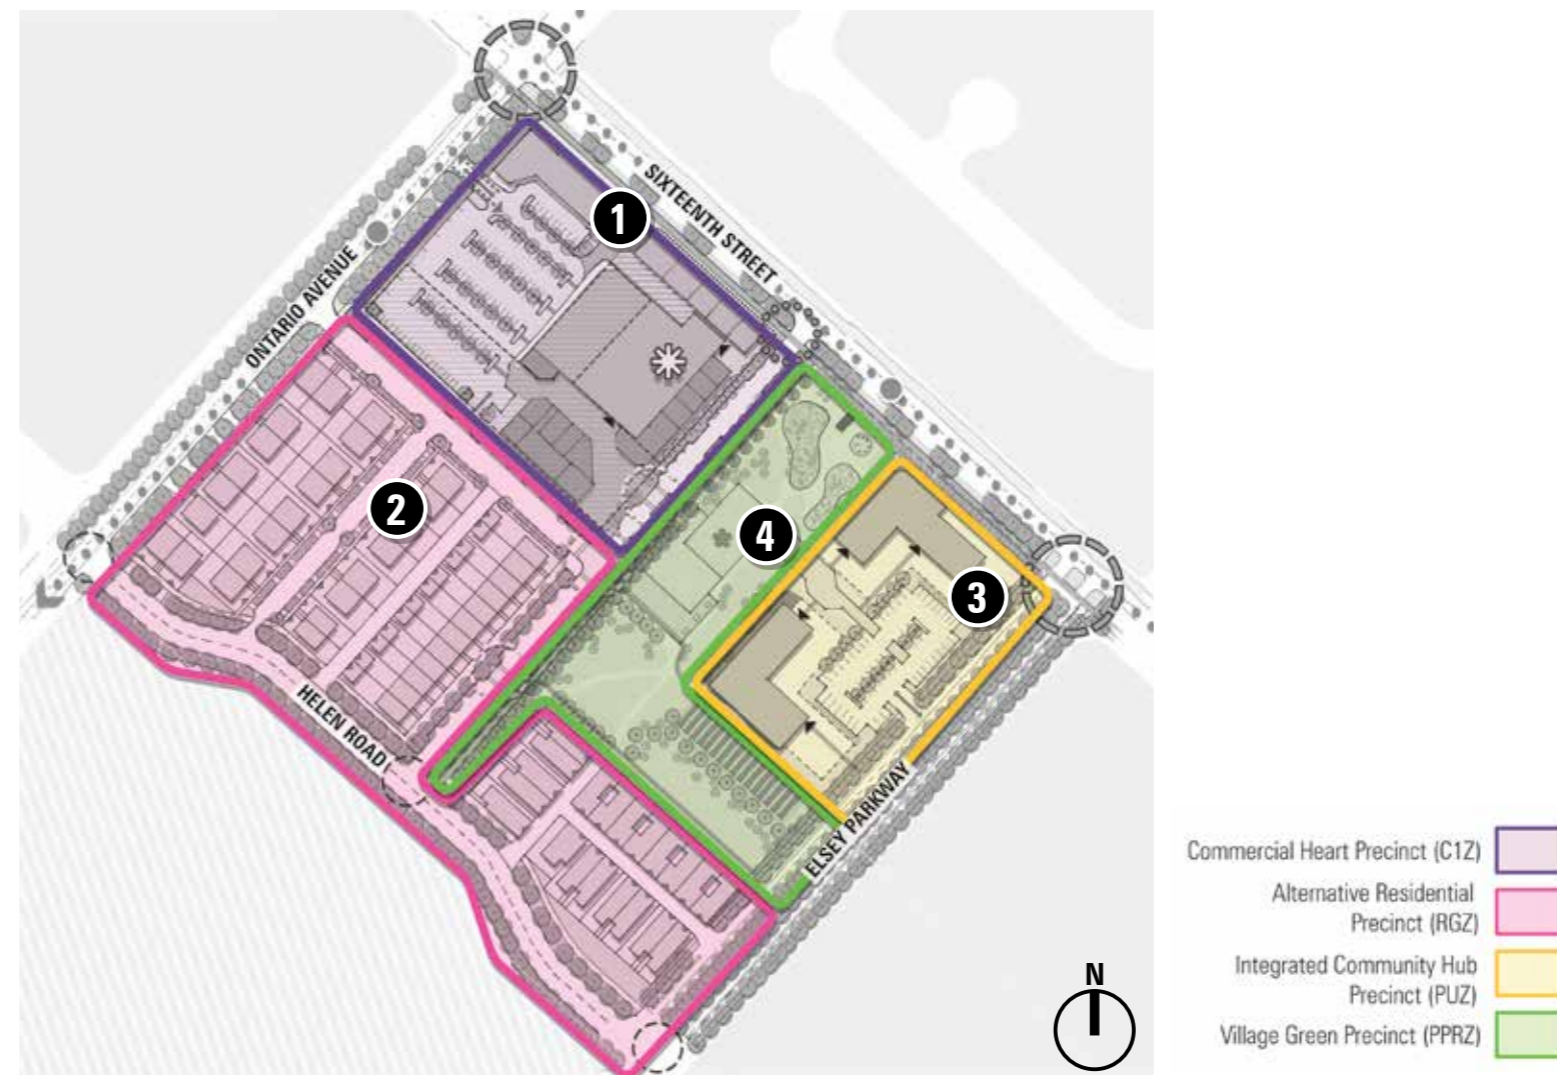 1
SIXTEENTH STREET
ONTARIO AVENUE
2
4
3
HELEN ROAD
ELSEY PARKWAY
N
Commercial Heart Precinct (C1Z)
Alternative Residential
Precinct (RGZ)
Integrated Community Hub
Precinct (PUZ)
Village Green Precinct (PPRZ)